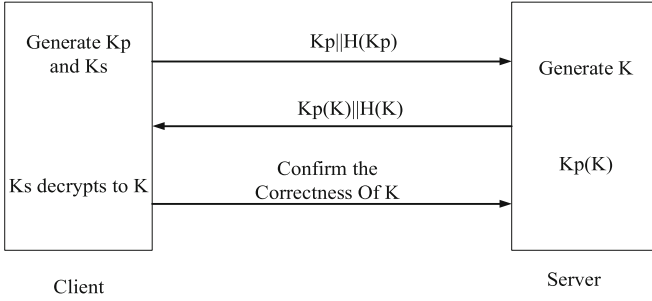 Generate Kp
and Ks
Kp||H(Kp)
Generate K
Kp(K)||H(K)
Kp(K)
Ks decrypts to K
Confirm the
Correctness Of K
Client
Server